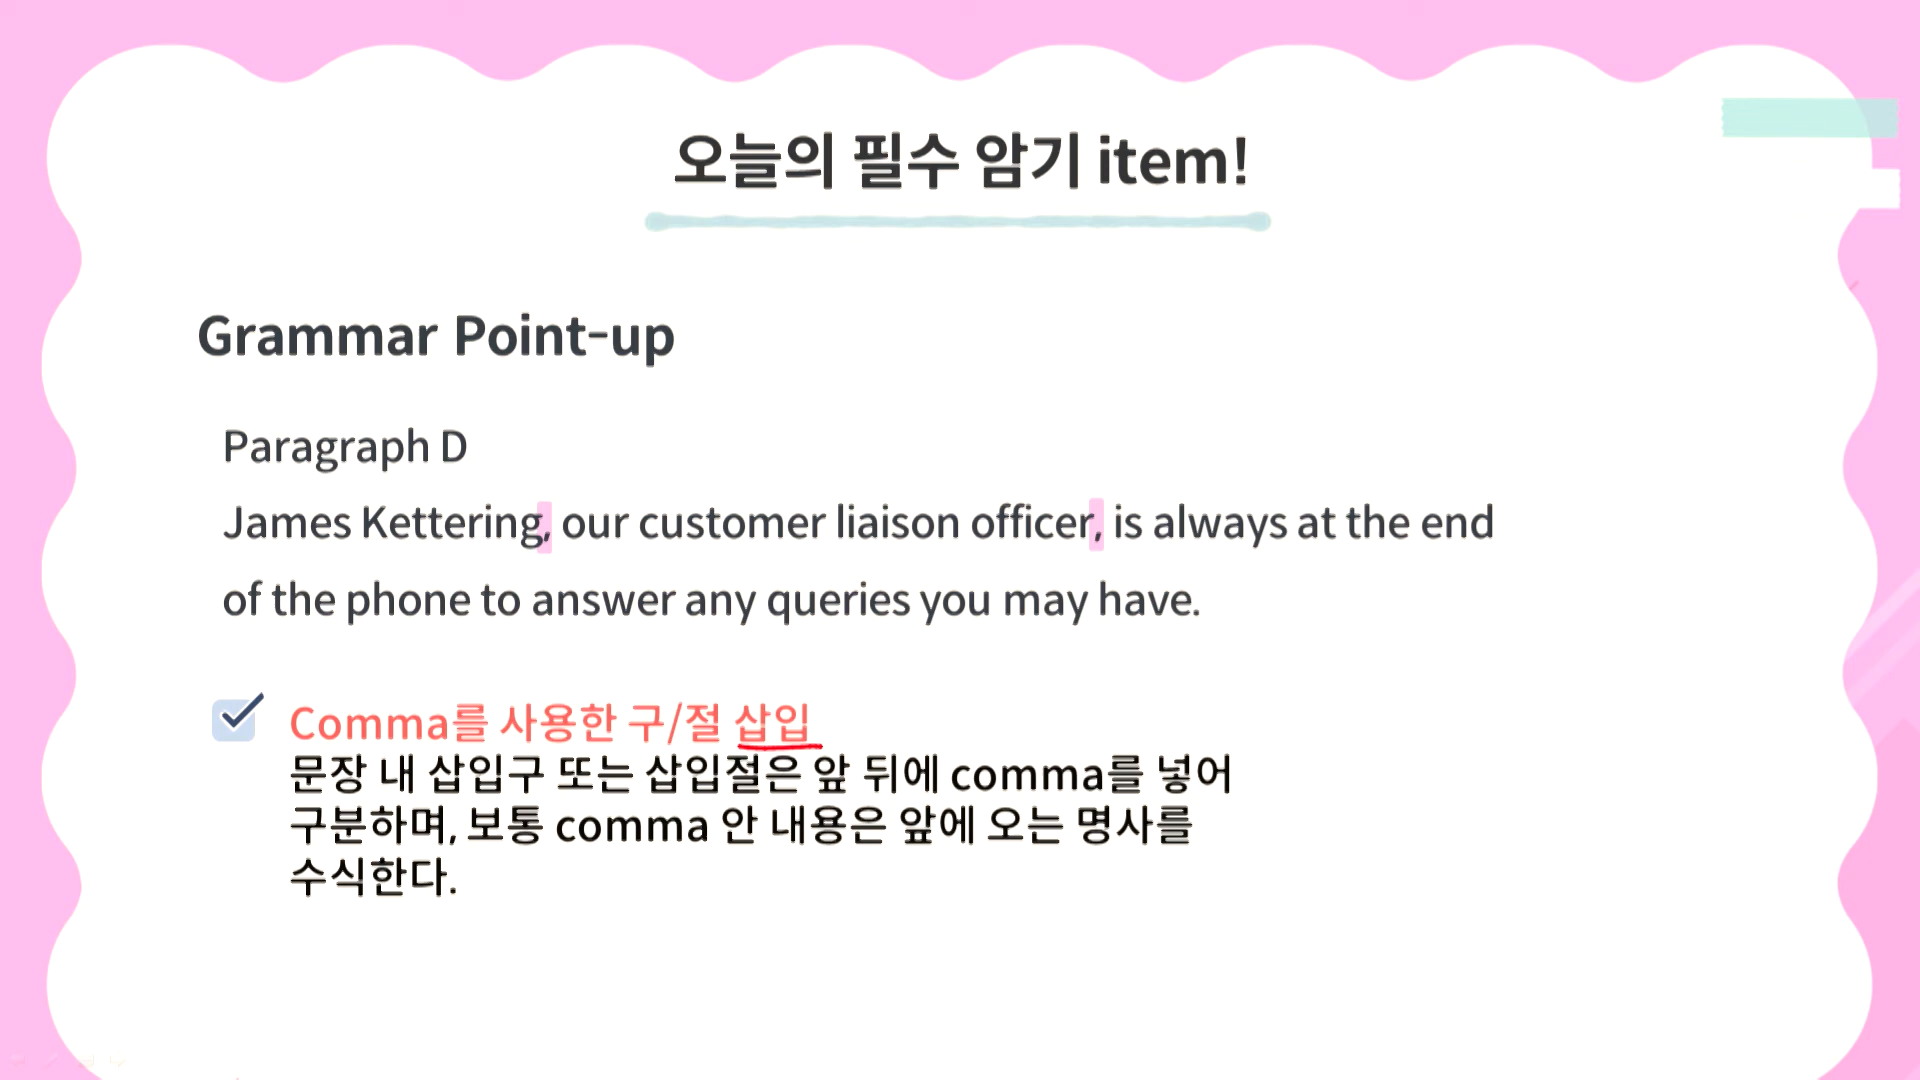 오늘의 필수 암기 item!
Grammar Point-up
Paragraph D
James Kettering, our customer liaison officer, is always at the end
of the phone to answer any queries you may have.
Comma를 사용한 구/절 삽입
문장 내 삽입구 또는 삽입절은 앞 뒤에 comma를 넣어
구분하며, 보통 comma 안 내용은 앞에 오는 명사를
수식한다.